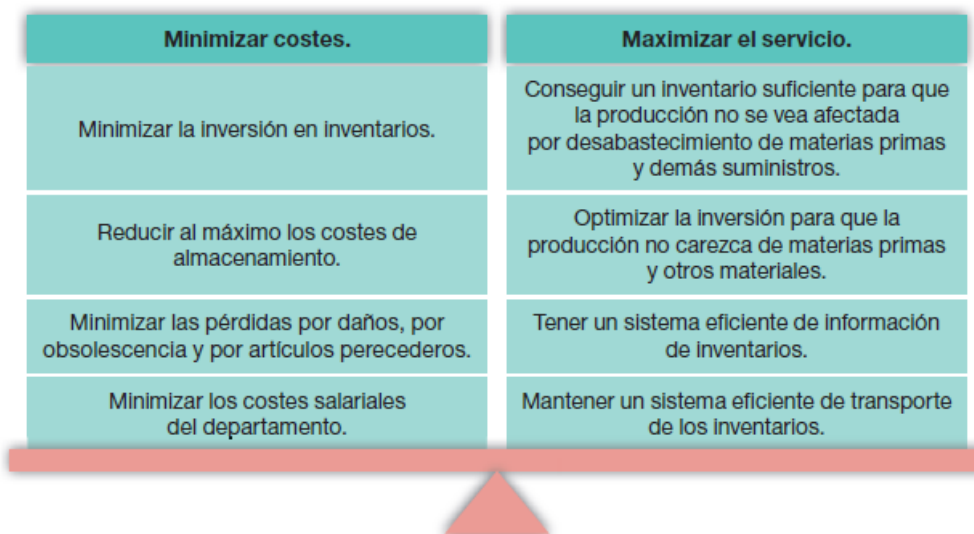 Minimizar costes.
Maximizar el servicio.
Minimizar la inversión en inventarios.
Conseguir un inventario suficiente para que
la producción no se vea afectada
por desabastecimiento de materias primas
y demás suministros.
Reducir al máximo los costes de
almacenamiento.
Optimizar la inversión para que la
producción no carezca de materias primas
y otros materiales.
Minimizar las pérdidas por daños, por
obsolescencia y por artículos perecederos.
Tener un sistema eficiente de información
de inventarios.
Minimizar los costes salariales
del departamento.
Mantener un sistema eficiente de transporte
de los inventarios.